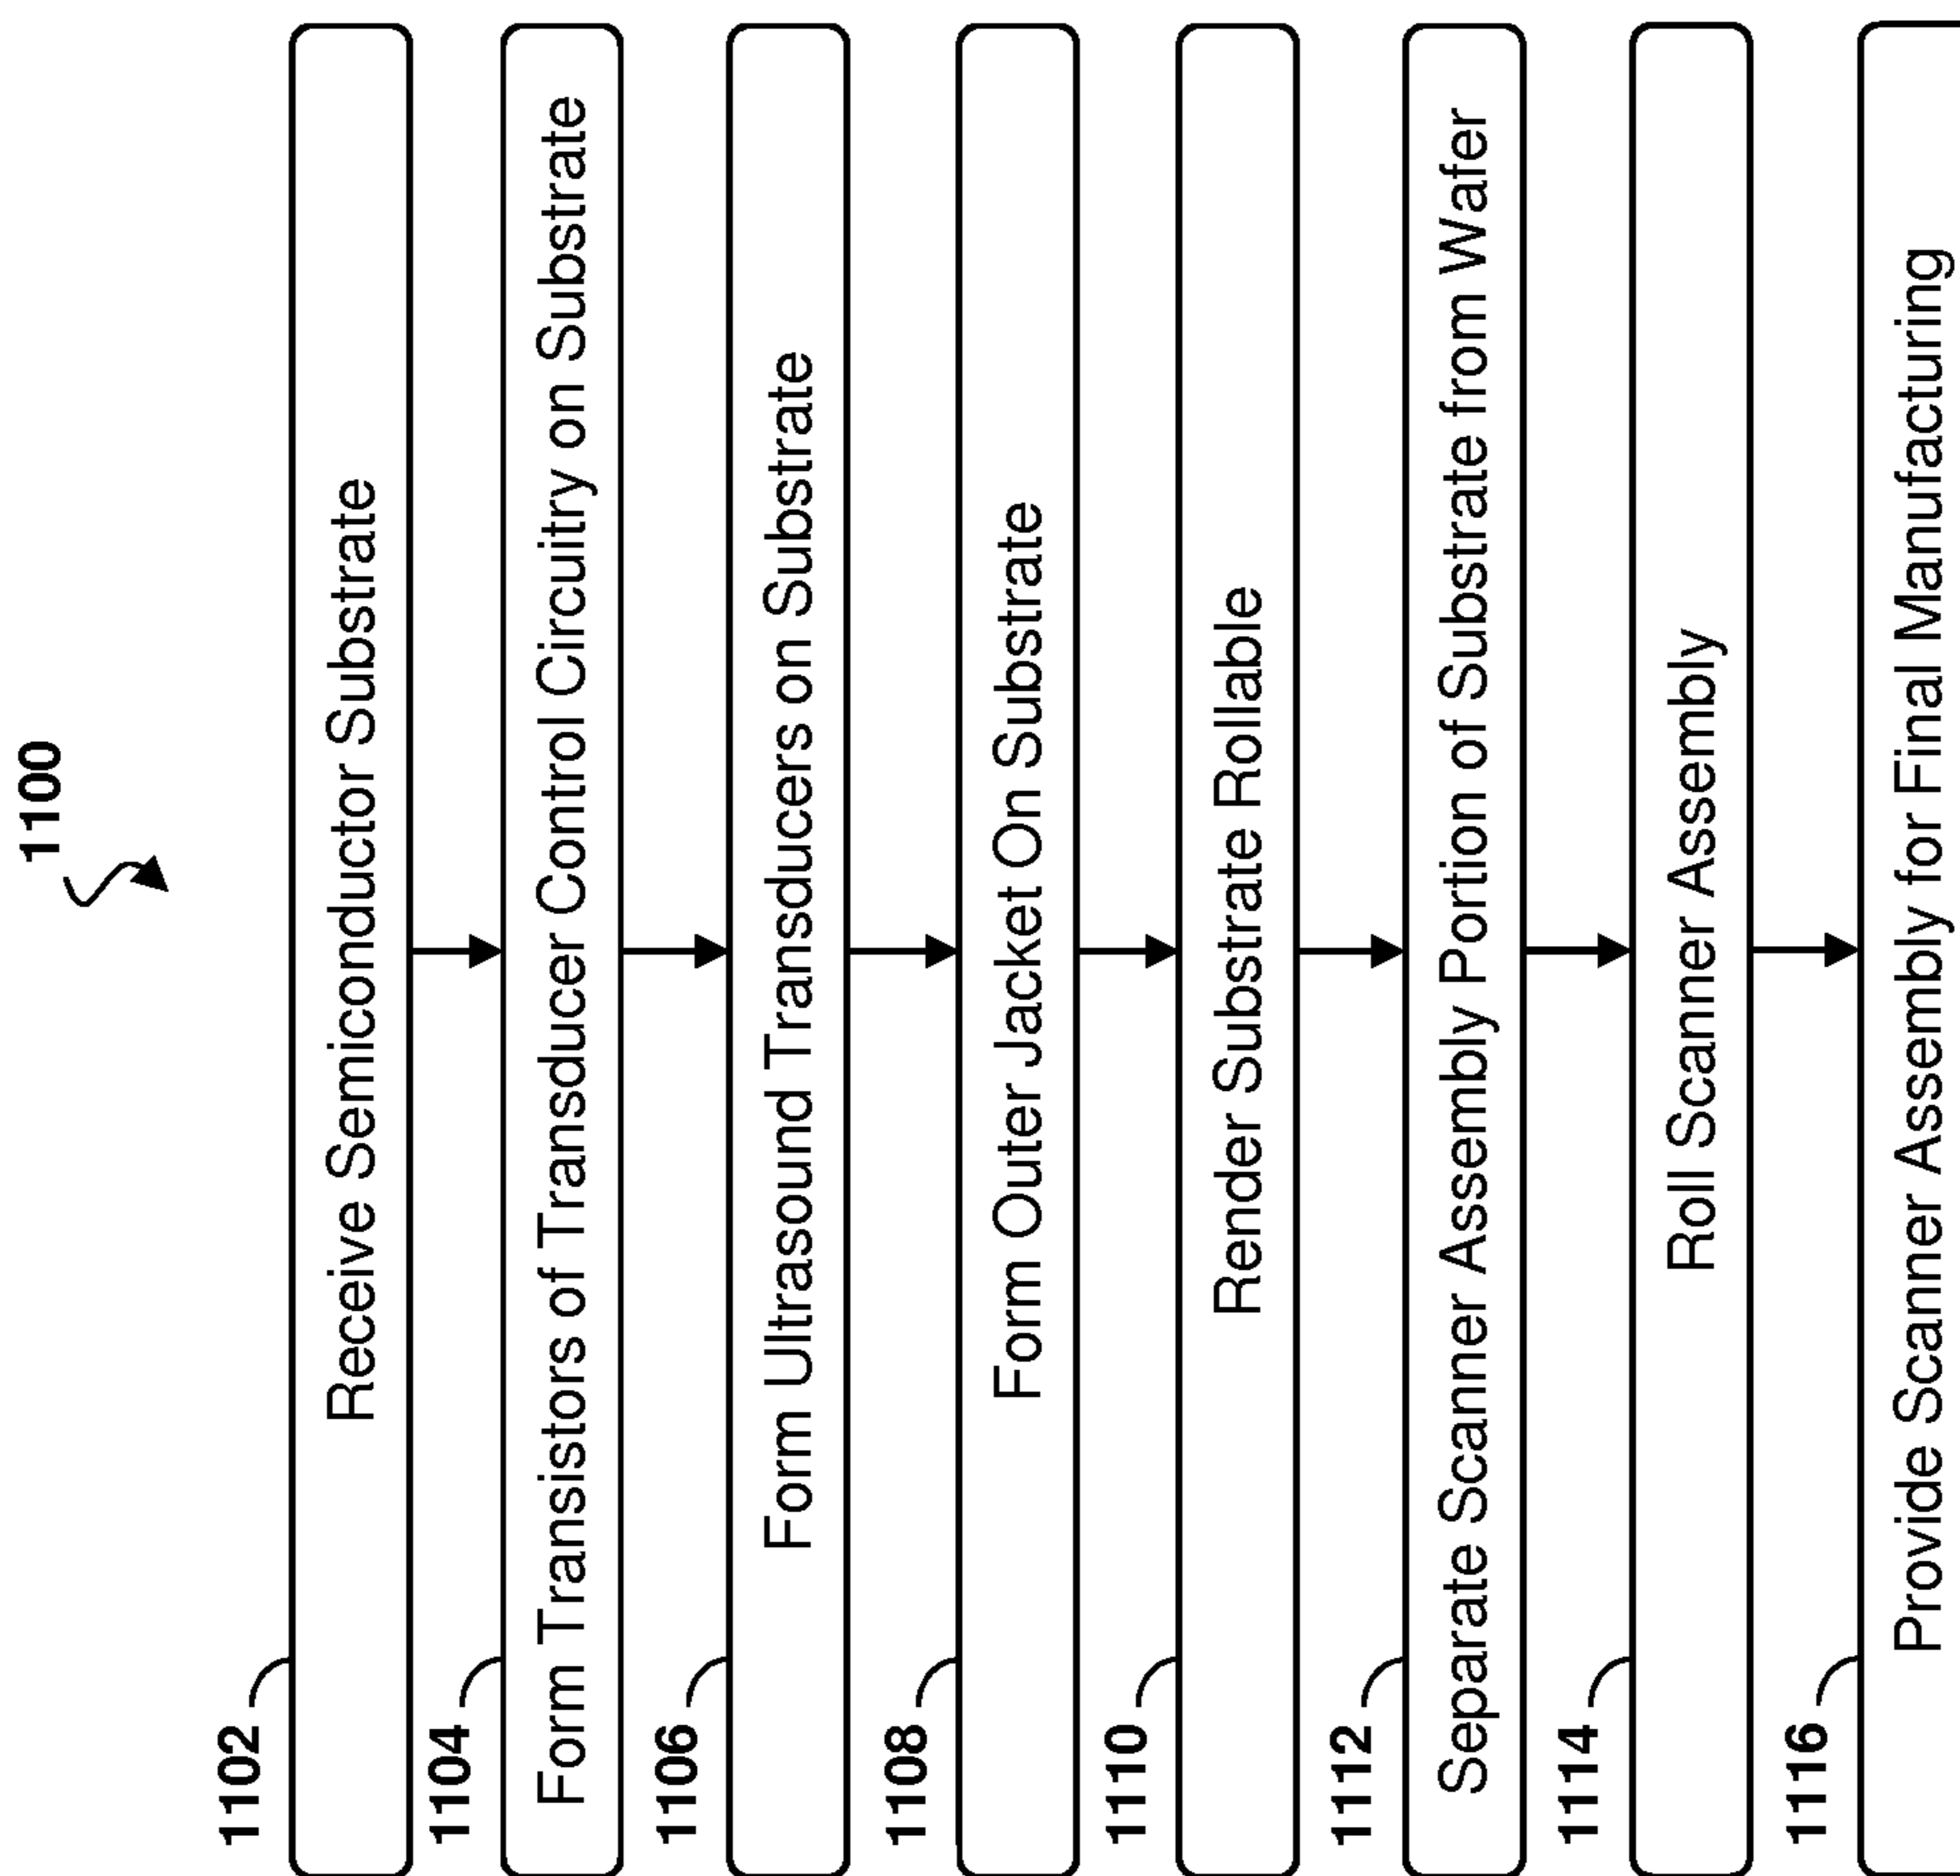 1100
1102
Receive Semiconductor Substrate
1104
Form Transistors of Transducer Control Circuitry on Substrate
1106
Form Ultrasound Transducers on Substrate
1108
Form Outer Jacket On Substrate
1110
Render Substrate Rollable
1112
Separate Scanner Assembly Portion of Substrate from Wafer
1114
Roll Scanner Assembly
1116
Provide Scanner Assembly for Final Manufacturing